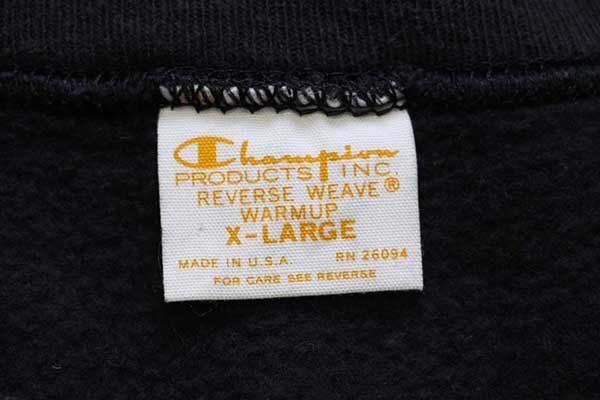 Champion
PRODUCTS INC.
REVERSE WEAVE®
WARMUP
X-LARGE
MADE IN U.S.A. RN 26094
FOR CARE SEE REVERSE